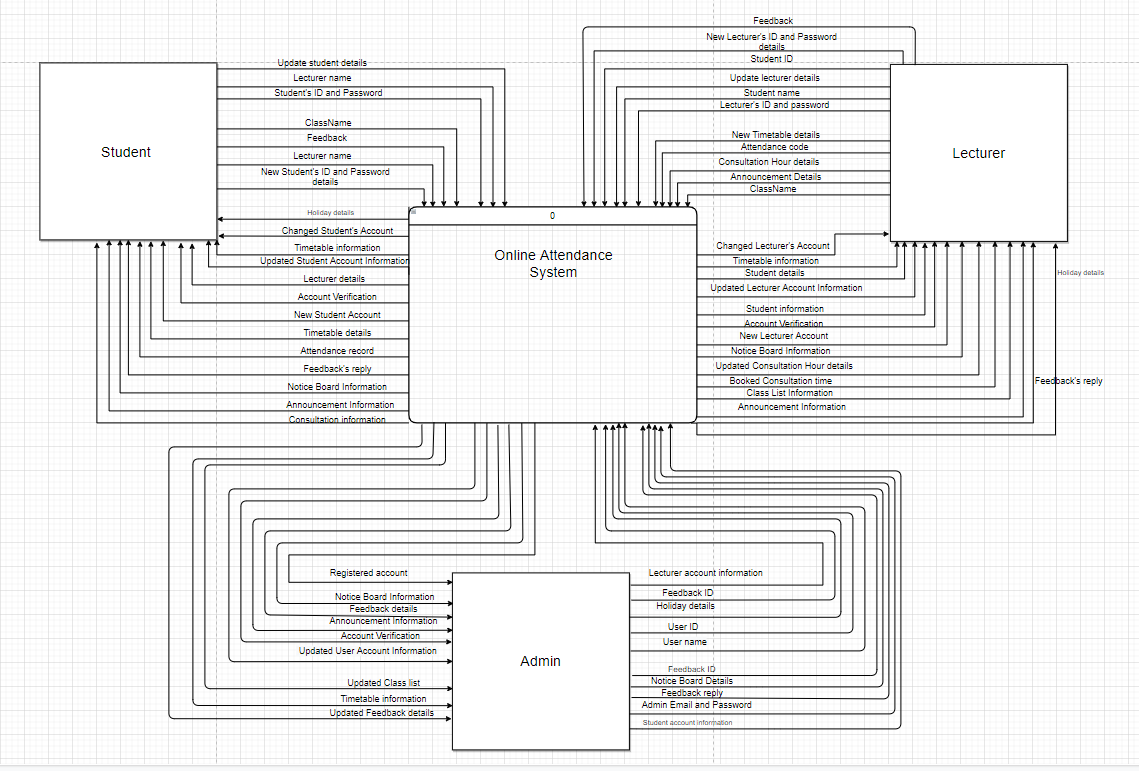 Feedback
New Lecturer's ID and Password
details
Student ID
Update lecturer details
Student name
Lecturer's ID and password
New Timetable details
Attendance code
Consultation Hour details
Announcement Details
ClassName
Update student details
Lecturer name
Student's ID and Password
ClassName
Feedback
Lecturer name
New Student's ID and Password
details
Student
Lecturer
0
Online Attendance
System
Holiday details
Changed Student's Account
Timetable information
Updated Student Account Information
Lecturer details
Account Verification
New Student Account
Timetable details
Attendance record
Feedback's reply
Notice Board Information
Announcement Information
Consultation information
Changed Lecturer's Account
Timetable information
Student details
Updated Lecturer Account Information
Student information
Account Verification
New Lecturer Account
Notice Board Information
Updated Consultation Hour details
Booked Consultation time
Class List Information
Announcement Information
Holiday details
Feedback's reply
Registered account
Notice Board Information
Feedback details
Announcement Information
Account Verification
Updated User Account Information
Updated Class list
Timetable information
Updated Feedback details
Admin
Lecturer account information
Feedback ID
Holiday details
User ID
User name
Feedback ID
Notice Board Details
Feedback reply
Admin Email and Password
Student account information